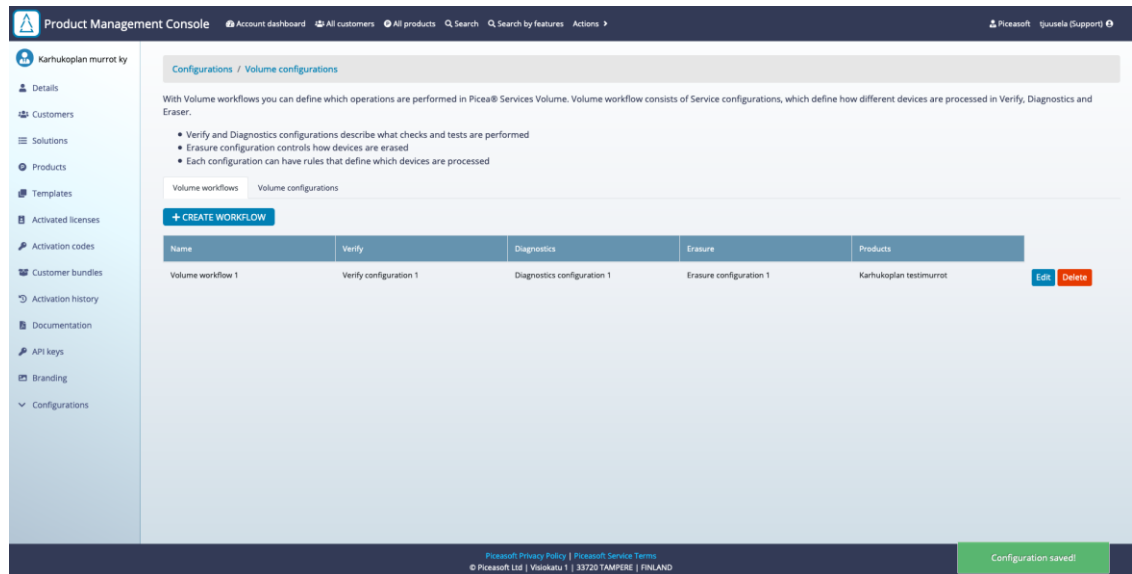 Product Management Console Account dashboard All customers All products Search Search by features Actions Piceasoft tjuusela (Support)
Karhukoplan murrot ky
Details
Customers
Solutions
Products
Templates
Activated licenses
Activation codes
Customer bundles
Activation history
Documentation
API keys
Branding
Configurations
Configurations / Volume configurations
With Volume workflows you can define which operations are performed in Picea® Services Volume. Volume workflow consists of Service configurations, which define how different devices are processed in Verify, Diagnostics and
Eraser.
• Verify and Diagnostics configurations describe what checks and tests are performed
• Erasure configuration controls how devices are erased
• Each configuration can have rules that define which devices are processed
Volume workflows Volume configurations
+ CREATE WORKFLOW
Name Verify Diagnostics Erasure Products
Volume workflow 1 Verify configuration 1 Diagnostics configuration 1 Erasure configuration 1 Karhukoplan testimurrot Edit Delete
Piceasoft Privacy Policy | Piceasoft Service Terms
© Piceasoft Ltd | Visiokatu 1 | 33720 TAMPERE | FINLAND
Configuration saved!